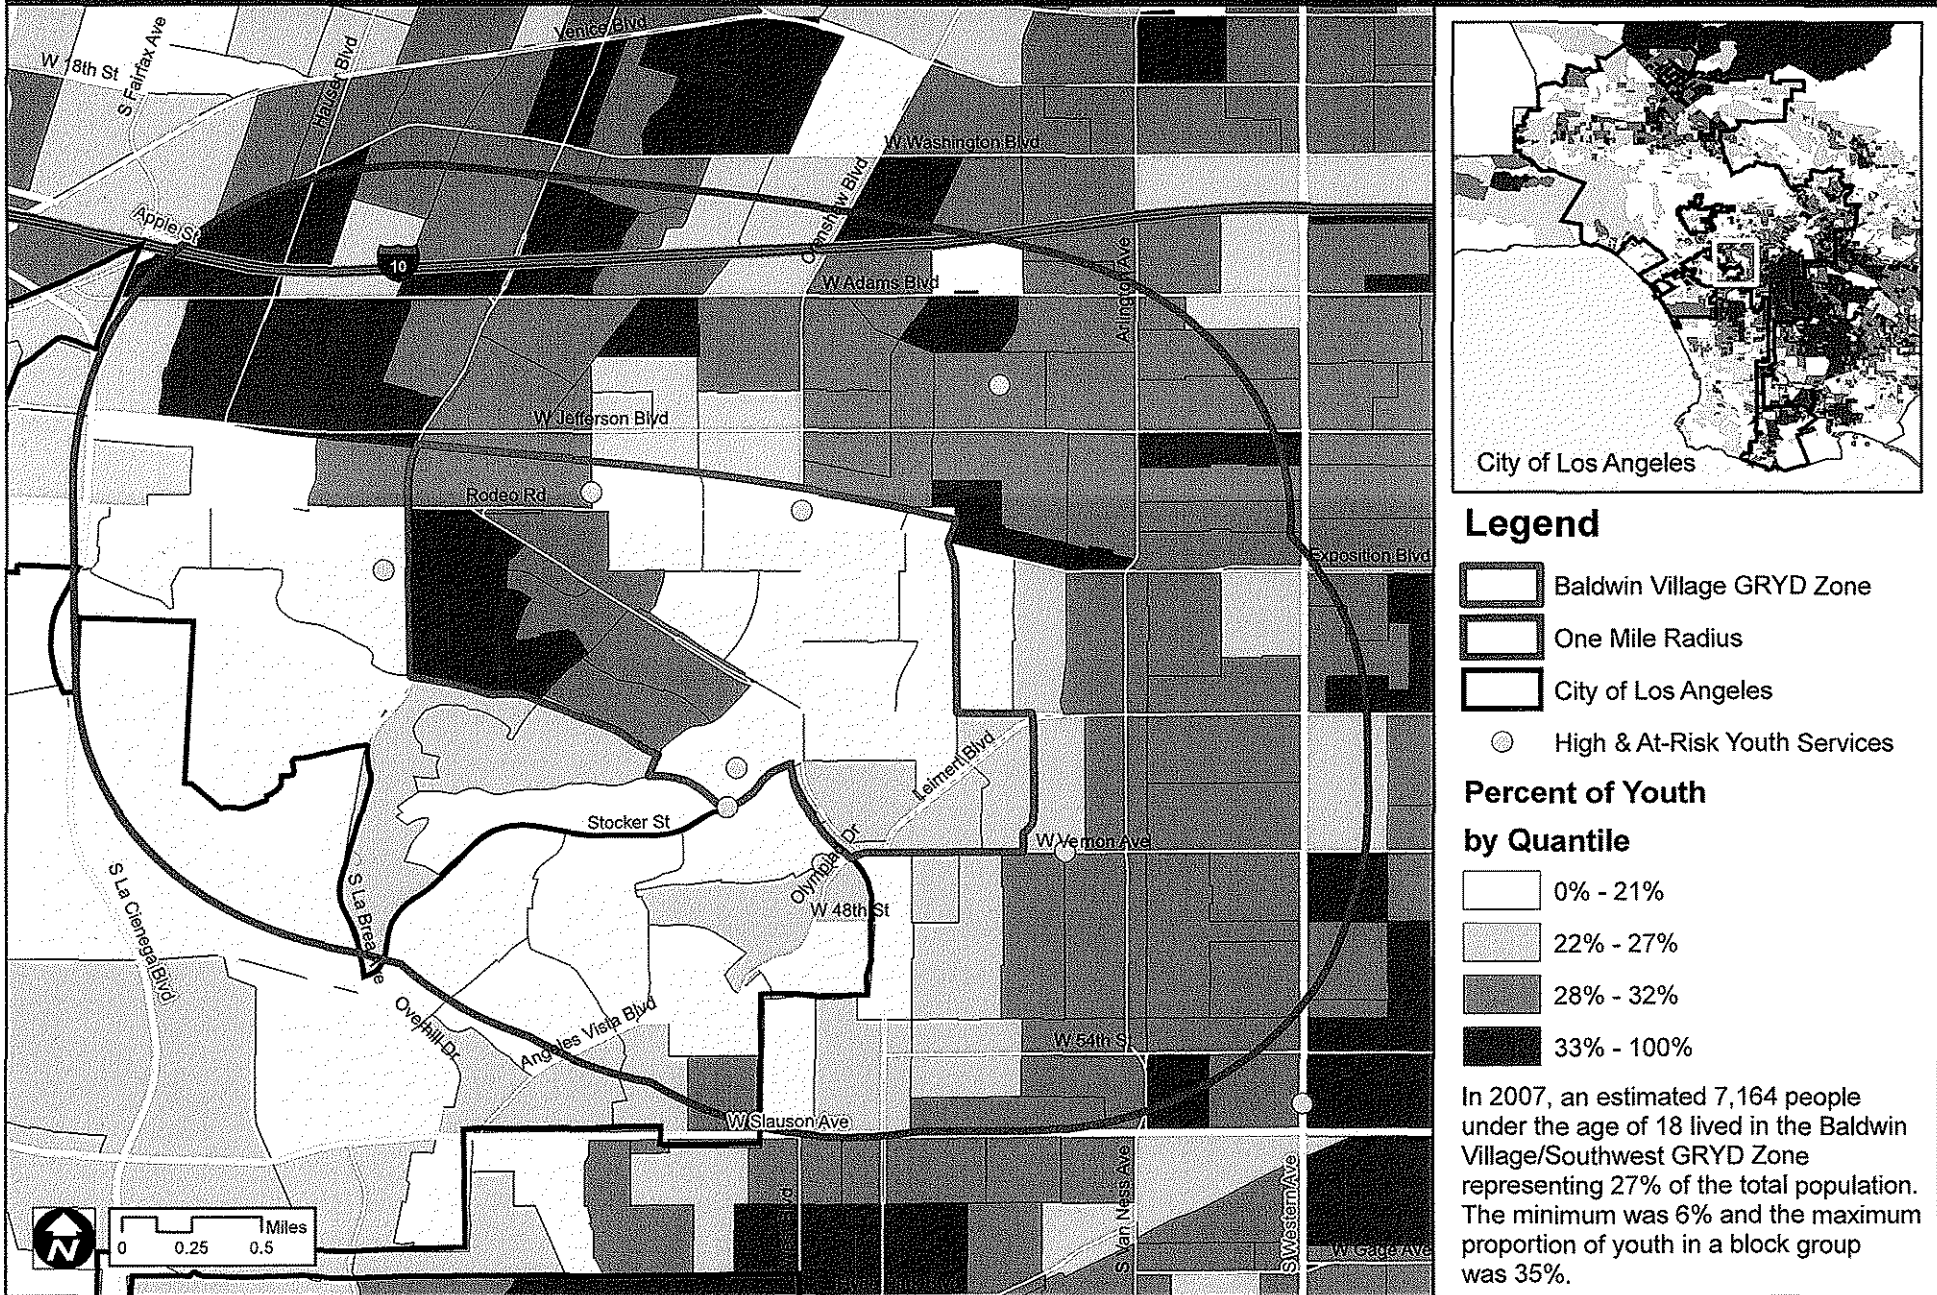 Venice Blvd
S Fairfax Ave
W 18th St
Hauser Blvd
W Washington Blvd
Crenshaw Blvd
Apple St
10
W Adams Blvd
Arlington Ave
W Jefferson Blvd
Rodeo Rd
Exposition Blvd
Leimert Blvd
Stocker St
W Vernon Ave
Olympiad Dr
S La Cienega Blvd
S La Brea Ave
W 48th St
Overhill Dr
Angeles Vista Blvd
W 54th S
W Slauson Ave
Blvd
S Van Ness Ave
S Western Ave
W Gage Ave
N
Miles
0 0.25 0.5
City of Los Angeles
Legend
Baldwin Village GRYD Zone
One Mile Radius
City of Los Angeles
High & At-Risk Youth Services
Percent of Youth
by Quantile
0% - 21%
22% - 27%
28% - 32%
33% - 100%
In 2007, an estimated 7,164 people
under the age of 18 lived in the Baldwin
Village/Southwest GRYD Zone
representing 27% of the total population.
The minimum was 6% and the maximum
proportion of youth in a block group
was 35%.